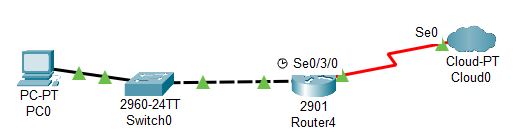 Se0
Se0/3/0
PC-PT
PC0
2960-24TT
Switch0
2901
Router4
Cloud-PT
Cloud0